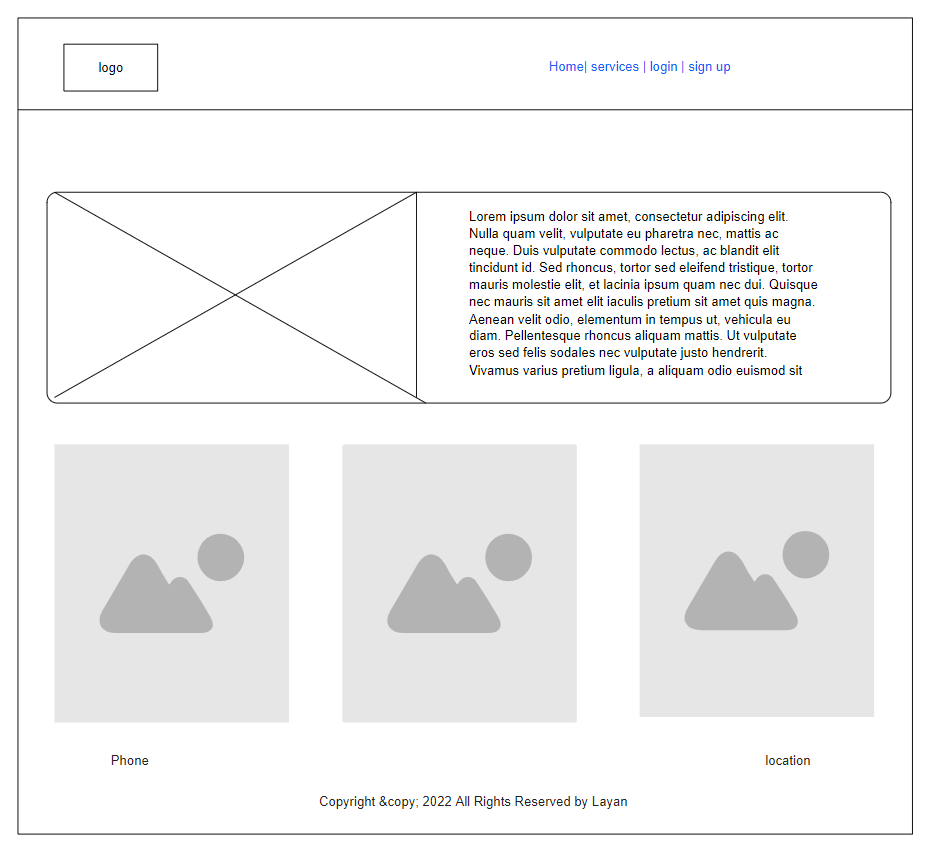 logo
Home| services | login | sign up
Lorem ipsum dolor sit amet, consectetur adipiscing elit.
Nulla quam velit, vulputate eu pharetra nec, mattis ac
neque. Duis vulputate commodo lectus, ac blandit elit
tincidunt id. Sed rhoncus, tortor sed eleifend tristique, tortor
mauris molestie elit, et lacinia ipsum quam nec dui. Quisque
nec mauris sit amet elit iaculis pretium sit amet quis magna.
Aenean velit odio, elementum in tempus ut, vehicula eu
diam. Pellentesque rhoncus aliquam mattis. Ut vulputate
eros sed felis sodales nec vulputate justo hendrerit.
Vivamus varius pretium ligula, a aliquam odio euismod sit
Phone
location
Copyright &copy; 2022 All Rights Reserved by Layan